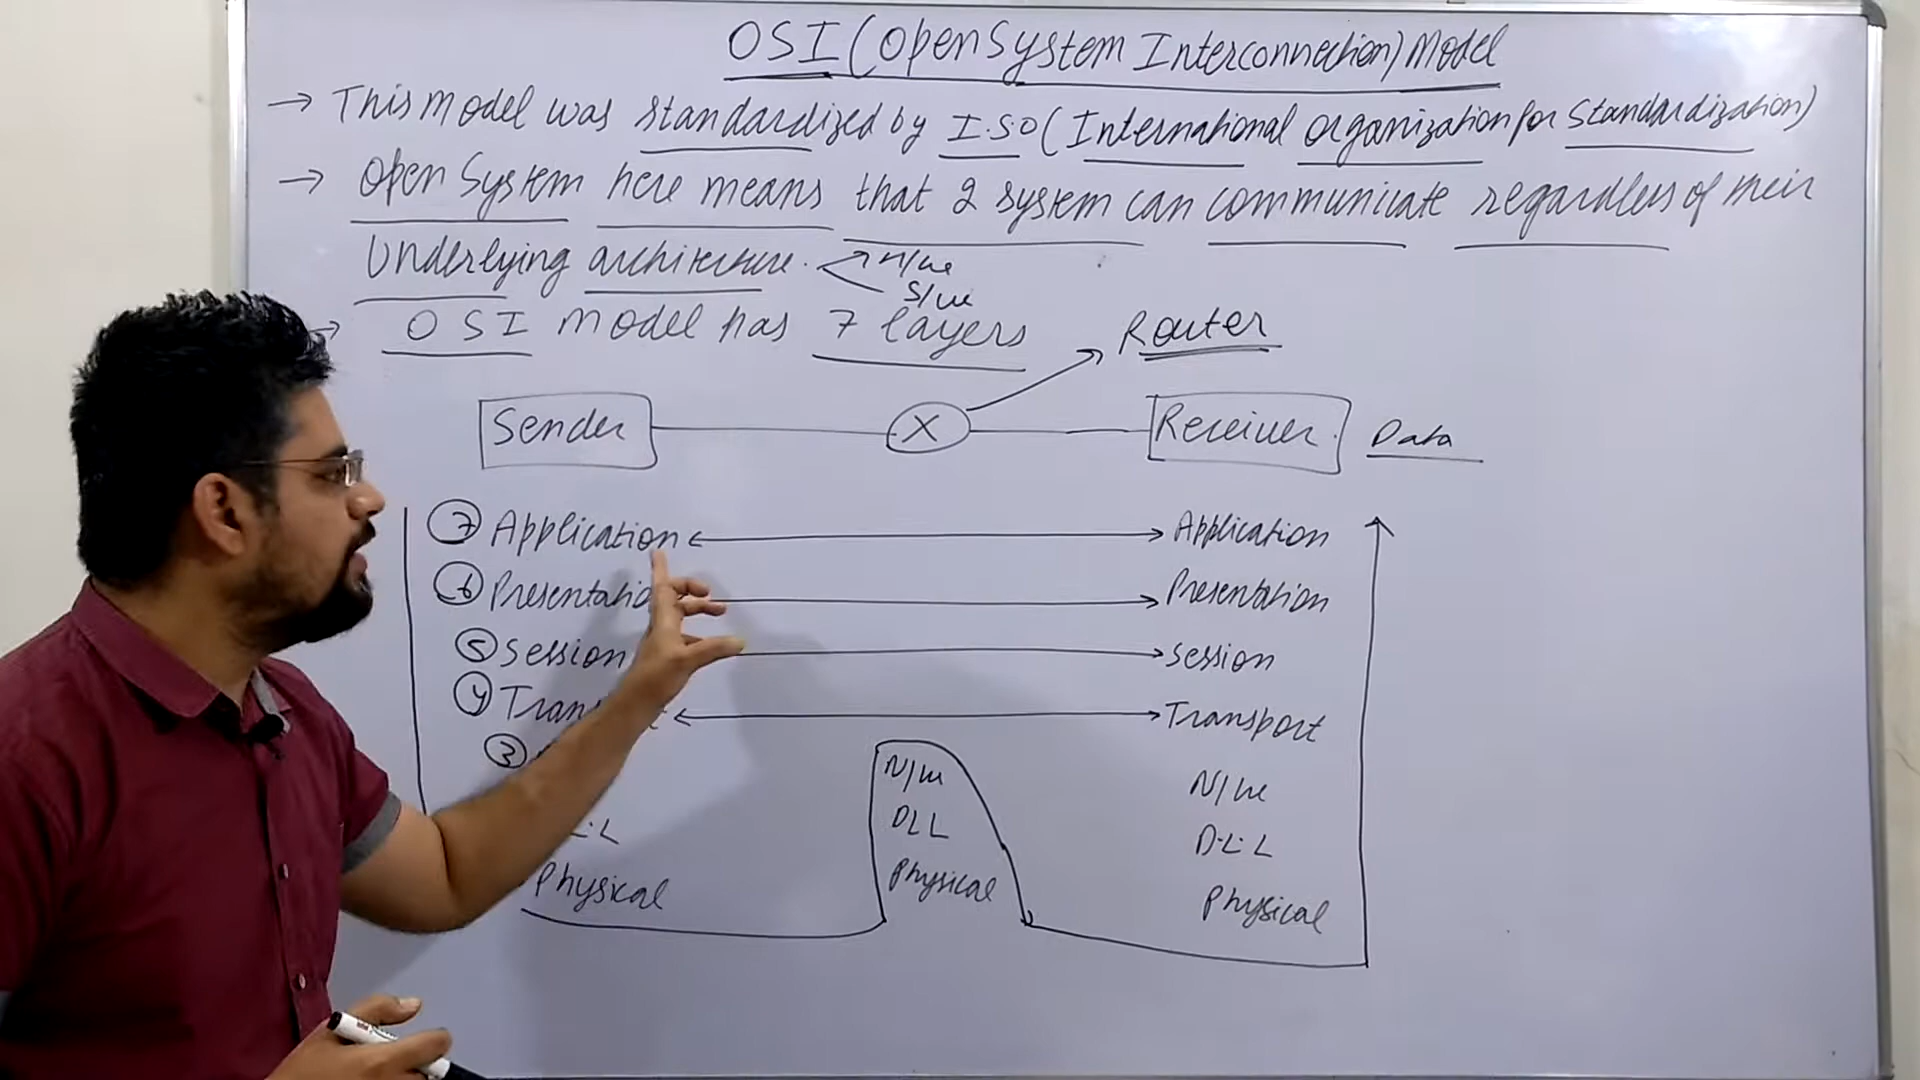 OSI (Open System Interconnection) Model
→ This model was standardized by I.S.O (International Organization for Standardization)
→ Open System here means that 2 system can communicate regardless of their
Underlying architecture.
H/w
S/w
→ OSI model has 7 layers
Router
Sender X Receiver. Data
7 Application Application
6 Presentatio Presentation
5 Session Session
4 Tran t Transport
3 N/w N/w
L.L DLL D.L.L
Physical Physical Physical